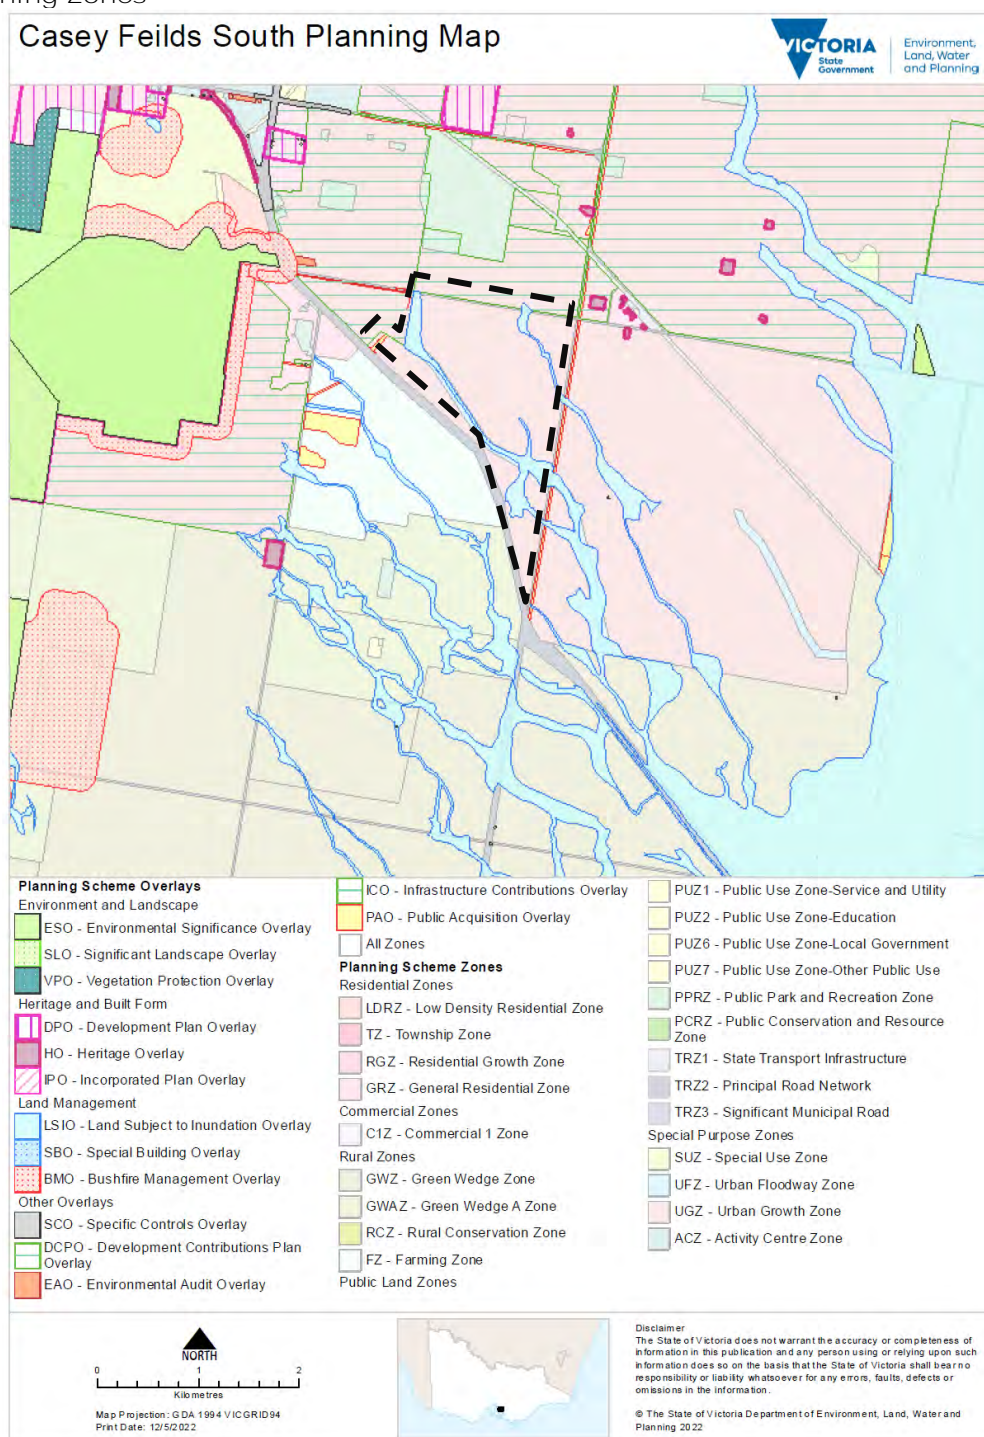 Casey Feilds South Planning Map
VICTORIA
State
Government
Environment,
Land, Water
and Planning
Planning Scheme Overlays
Environment and Landscape
ESO - Environmental Significance Overlay
SLO - Significant Landscape Overlay
VPO - Vegetation Protection Overlay
Heritage and Built Form
DPO - Development Plan Overlay
HO - Heritage Overlay
IPO - Incorporated Plan Overlay
Land Management
LSIO - Land Subject to Inundation Overlay
SBO - Special Building Overlay
BMO - Bushfire Management Overlay
Other Overlays
SCO - Specific Controls Overlay
DCPO - Development Contributions Plan
Overlay
EAO - Environmental Audit Overlay
ICO - Infrastructure Contributions Overlay
PAO - Public Acquisition Overlay
All Zones
Planning Scheme Zones
Residential Zones
LDRZ - Low Density Residential Zone
TZ - Township Zone
RGZ - Residential Growth Zone
GRZ - General Residential Zone
Commercial Zones
C1Z - Commercial 1 Zone
Rural Zones
GWZ - Green Wedge Zone
GWAZ - Green Wedge A Zone
RCZ - Rural Conservation Zone
FZ - Farming Zone
Public Land Zones
PUZ1 - Public Use Zone-Service and Utility
PUZ2 - Public Use Zone-Education
PUZ6 - Public Use Zone-Local Government
PUZ7 - Public Use Zone-Other Public Use
PPRZ - Public Park and Recreation Zone
PCRZ - Public Conservation and Resource
Zone
TRZ1 - State Transport Infrastructure
TRZ2 - Principal Road Network
TRZ3 - Significant Municipal Road
Special Purpose Zones
SUZ - Special Use Zone
UFZ - Urban Floodway Zone
UGZ - Urban Growth Zone
ACZ - Activity Centre Zone
NORTH
0 1 2
Kilometres
Map Projection: GDA 1994 VICGRID94
Print Date: 12/5/2022
Disclaimer
The State of Victoria does not warrant the accuracy or completeness of
information in this publication and any person using or relying upon such
information does so on the basis that the State of Victoria shall bear no
responsibility or liability whatsoever for any errors, faults, defects or
omissions in the information.
© The State of Victoria Department of Environment, Land, Water and
Planning 2022